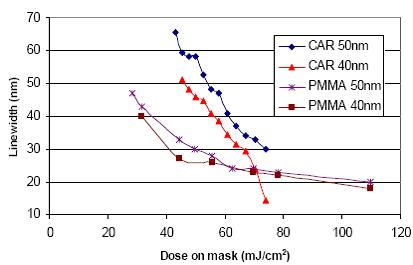 70
60
50
40
30
20
10
Linewidth (nm)
CAR 50nm
CAR 40nm
PMMA 50nm
PMMA 40nm
0 20 40 60 80 100 120
Dose on mask (mJ/cm²)